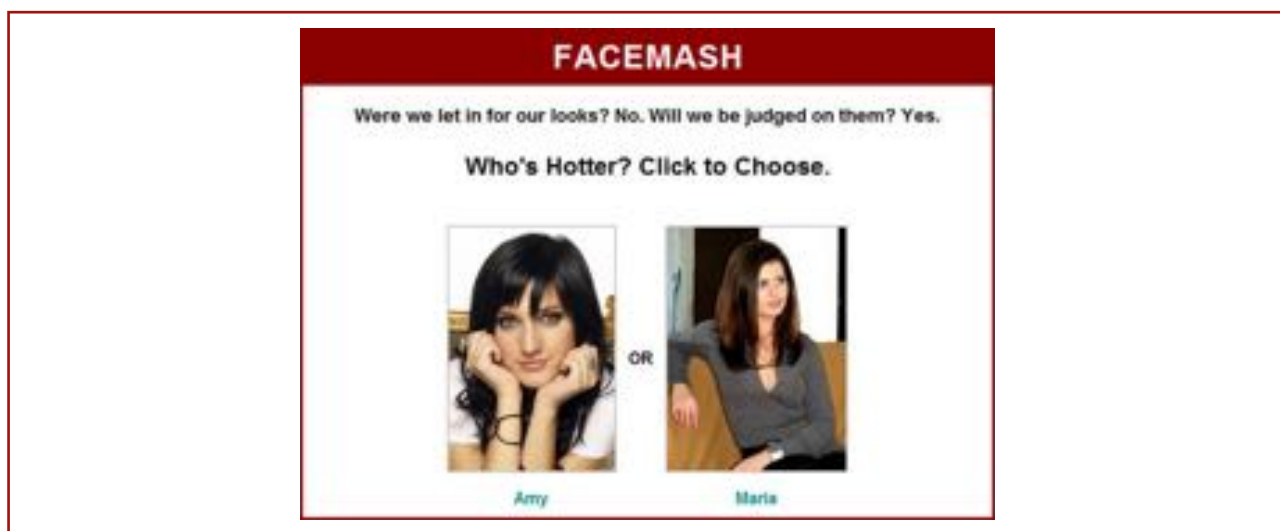 FACEMASH
Were we let in for our looks? No. Will we be judged on them? Yes.
Who's Hotter? Click to Choose.
OR
Amy
Maria